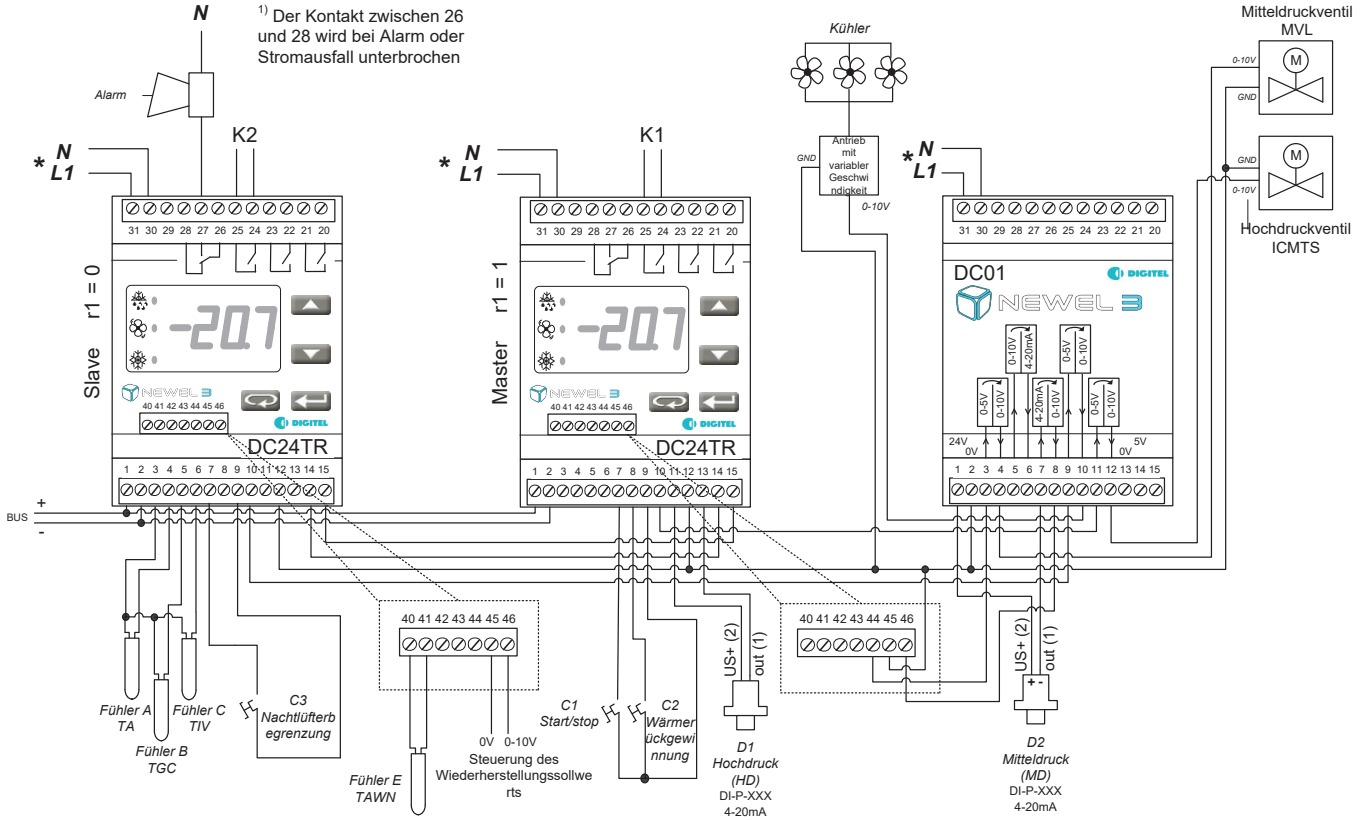 N
1) Der Kontakt zwischen 26
und 28 wird bei Alarm oder
Stromausfall unterbrochen
Alarm
* N
L1
K2
* N
L1
K1
Kühler
GND
Antrieb
mit
variabler
Geschwi
ndigkeit
0-10V
* N
L1
Mitteldruckventil
MVL
0-10V
M
GND
GND
M
0-10V
Hochdruckventil
ICMTS
31 30 29 28 27 26 25 24 23 22 21 20
31 30 29 28 27 26 25 24 23 22 21 20
31 30 29 28 27 26 25 24 23 22 21 20
Slave r1 = 0
-20.7
NEWEL 3
40 41 42 43 44 45 46
DIGITEL
DC24TR
1 2 3 4 5 6 7 8 9 10 11 12 13 14 15
Master r1 = 1
-20.7
NEWEL 3
40 41 42 43 44 45 46
DIGITEL
DC24TR
1 2 3 4 5 6 7 8 9 10 11 12 13 14 15
DC01
DIGITEL
NEWEL 3
0-10V
4-20mA
0-5V
0-10V
0-5V
0-10V
4-20mA
0-10V
0-5V
0-10V
24V
0V
5V
0V
1 2 3 4 5 6 7 8 9 10 11 12 13 14 15
BUS
+
-
Fühler A
TA
Fühler B
TGC
Fühler C
TIV
C3
Nachtlüfterb
egrenzung
40 41 42 43 44 45 46
0V 0-10V
Steuerung des
Wiederherstellungssollwe
rts
Fühler E
TAWN
C1
Start/stop
C2
Wärmer
ückgewi
nnung
US+ (2)
out (1)
D1
Hochdruck
(HD)
DI-P-XXX
4-20mA
40 41 42 43 44 45 46
US+ (2)
out (1)
+ -
D2
Mitteldruck
(MD)
DI-P-XXX
4-20mA